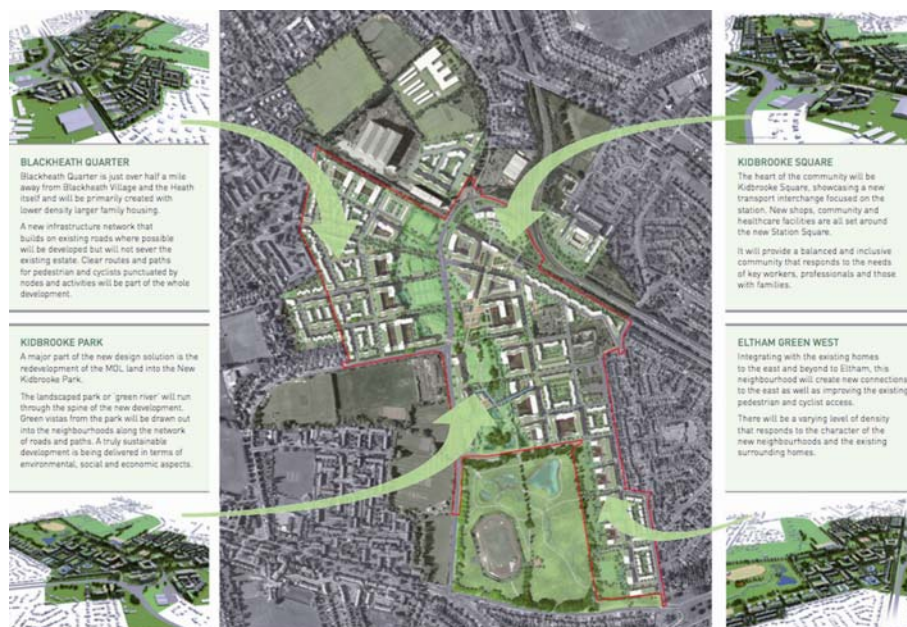 BLACKHEATH QUARTER
Blackheath Quarter is just over half a mile
away from Blackheath Village and the Heath
itself and will be primarily created with
lower density larger family housing.
A new infrastructure network that
builds on existing roads where possible
will be developed but will not sever the
existing estate. Clear routes and paths
for pedestrian and cyclists punctuated by
nodes and activities will be part of the whole
development.
KIDBROOKE PARK
A major part of the new design solution is the
redevelopment of the MOL land into the New
Kidbrooke Park.
The landscaped park or 'green river' will run
through the spine of the new development.
Green vistas from the park will be drawn out
into the neighbourhoods along the network
of roads and paths. A truly sustainable
development is being delivered in terms of
environmental, social and economic aspects.
KIDBROOKE SQUARE
The heart of the community will be
Kidbrooke Square, showcasing a new
transport interchange focused on the
station. New shops, community and
healthcare facilities are all set around
the new Station Square.
It will provide a balanced and inclusive
community that responds to the needs
of key workers, professionals and those
with families.
ELTHAM GREEN WEST
Integrating with the existing homes
to the east and beyond to Eltham, this
neighbourhood will create new connections
to the east as well as improving the existing
pedestrian and cyclist access.
There will be a varying level of density
that responds to the character of the
new neighbourhoods and the existing
surrounding homes.